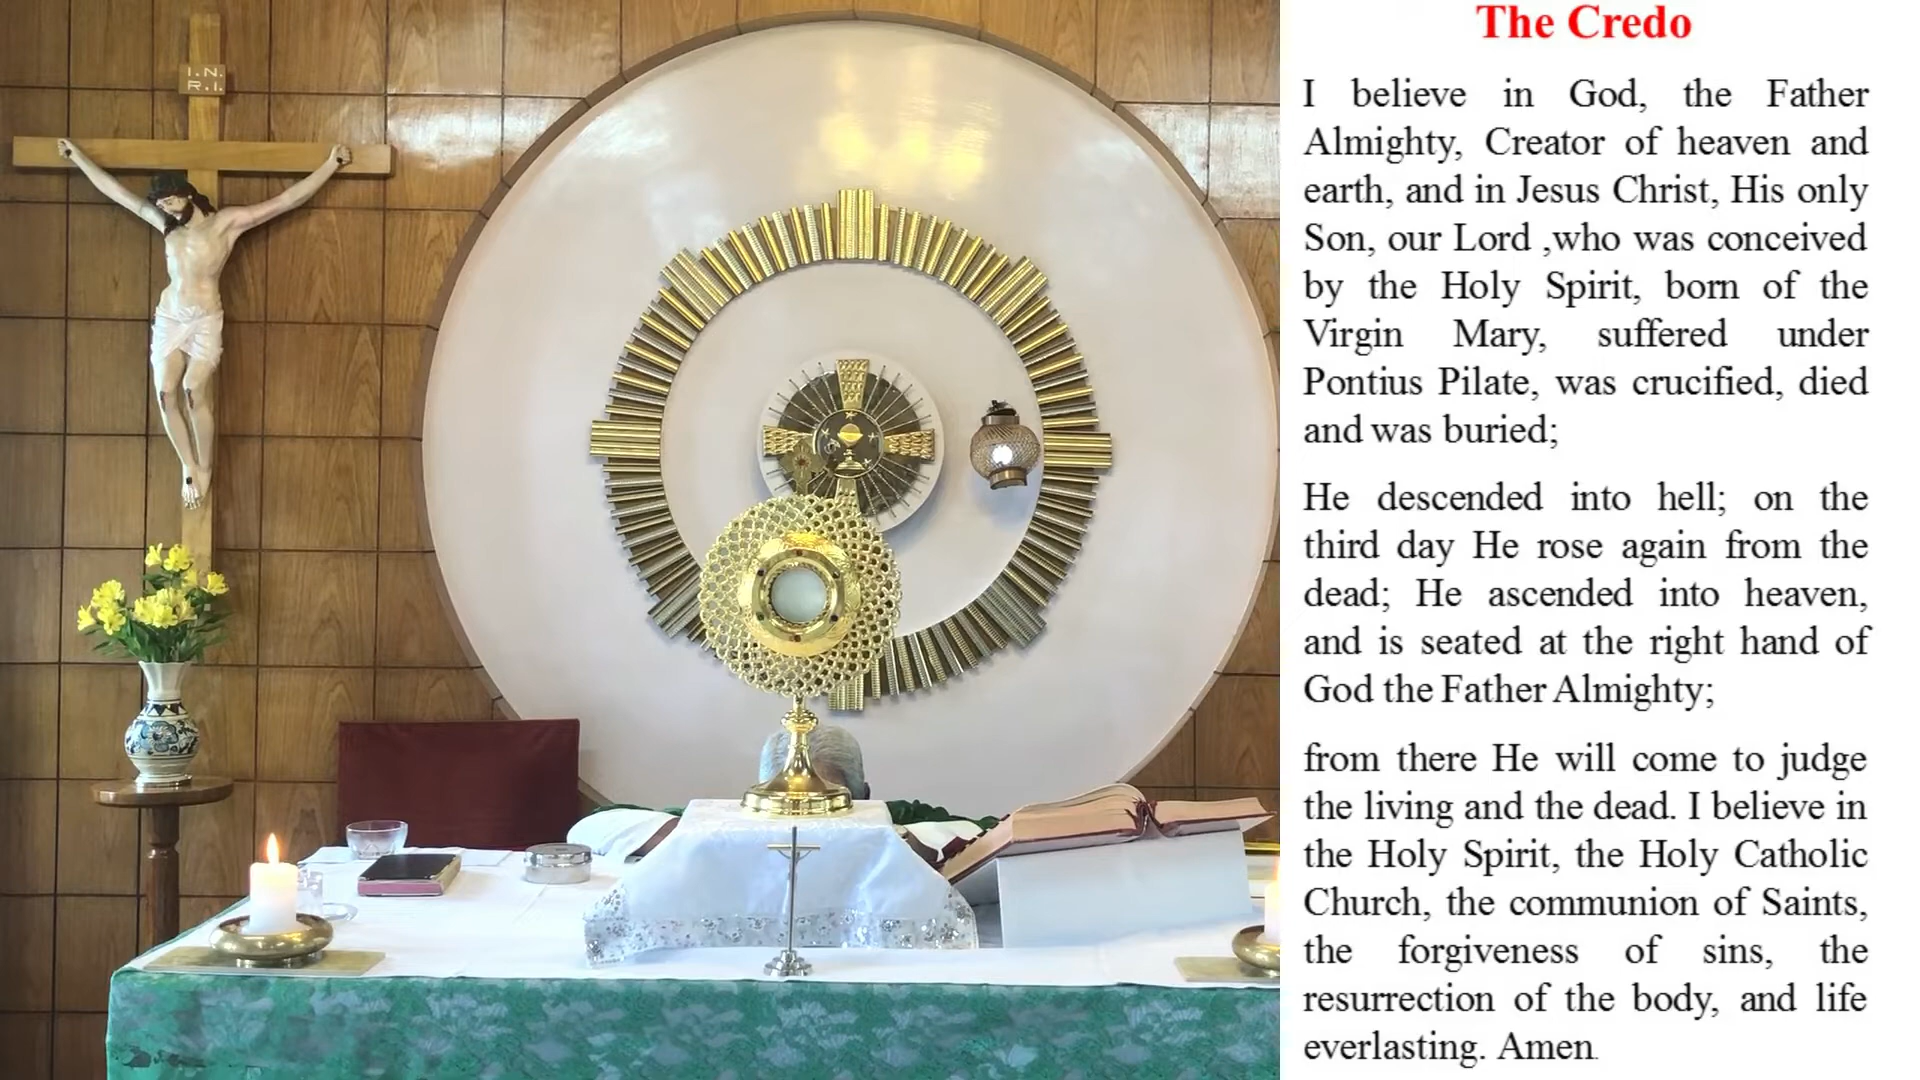 I.N.
R.I.
The Credo
I believe in God, the Father
Almighty, Creator of heaven and
earth, and in Jesus Christ, His only
Son, our Lord ,who was conceived
by the Holy Spirit, born of the
Virgin Mary, suffered under
Pontius Pilate, was crucified, died
and was buried;
He descended into hell; on the
third day He rose again from the
dead; He ascended into heaven,
and is seated at the right hand of
God the Father Almighty;
from there He will come to judge
the living and the dead. I believe in
the Holy Spirit, the Holy Catholic
Church, the communion of Saints,
the forgiveness of sins, the
resurrection of the body, and life
everlasting. Amen.